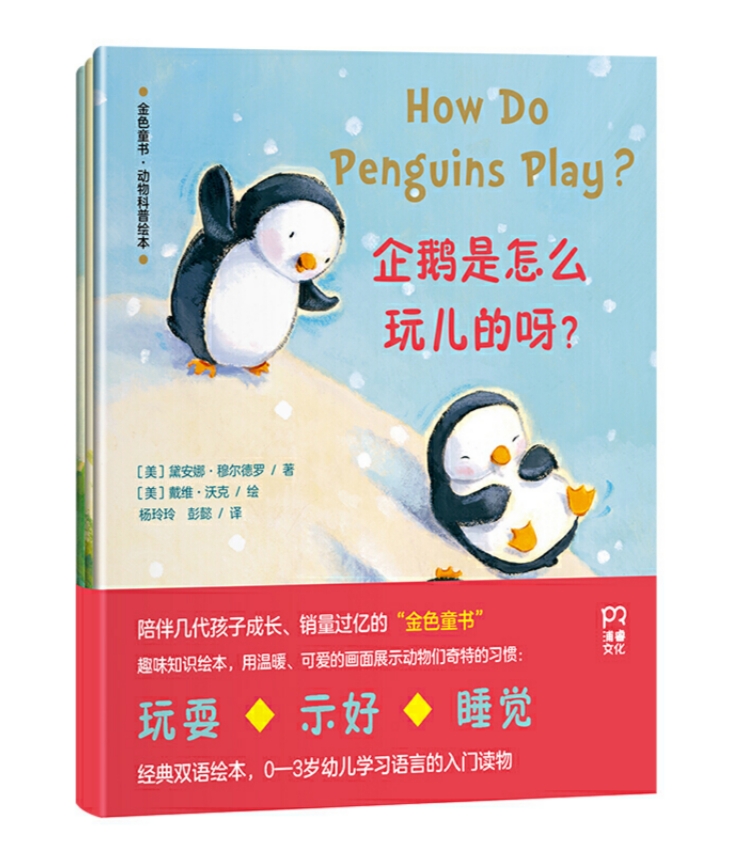 金色童书·动物科普绘本
How Do
Penguins Play?
企鹅是怎么
玩儿的呀?
[美]黛安娜·穆尔德罗 / 著
[美]戴维·沃克 / 绘
杨玲玲 彭懿 / 译
陪伴几代孩子成长、销量过亿的“金色童书”
趣味知识绘本，用温暖、可爱的画面展示动物们奇特的习惯：
玩耍◆示好◆睡觉
经典双语绘本，0—3岁幼儿学习语言的入门读物
浦睿
文化